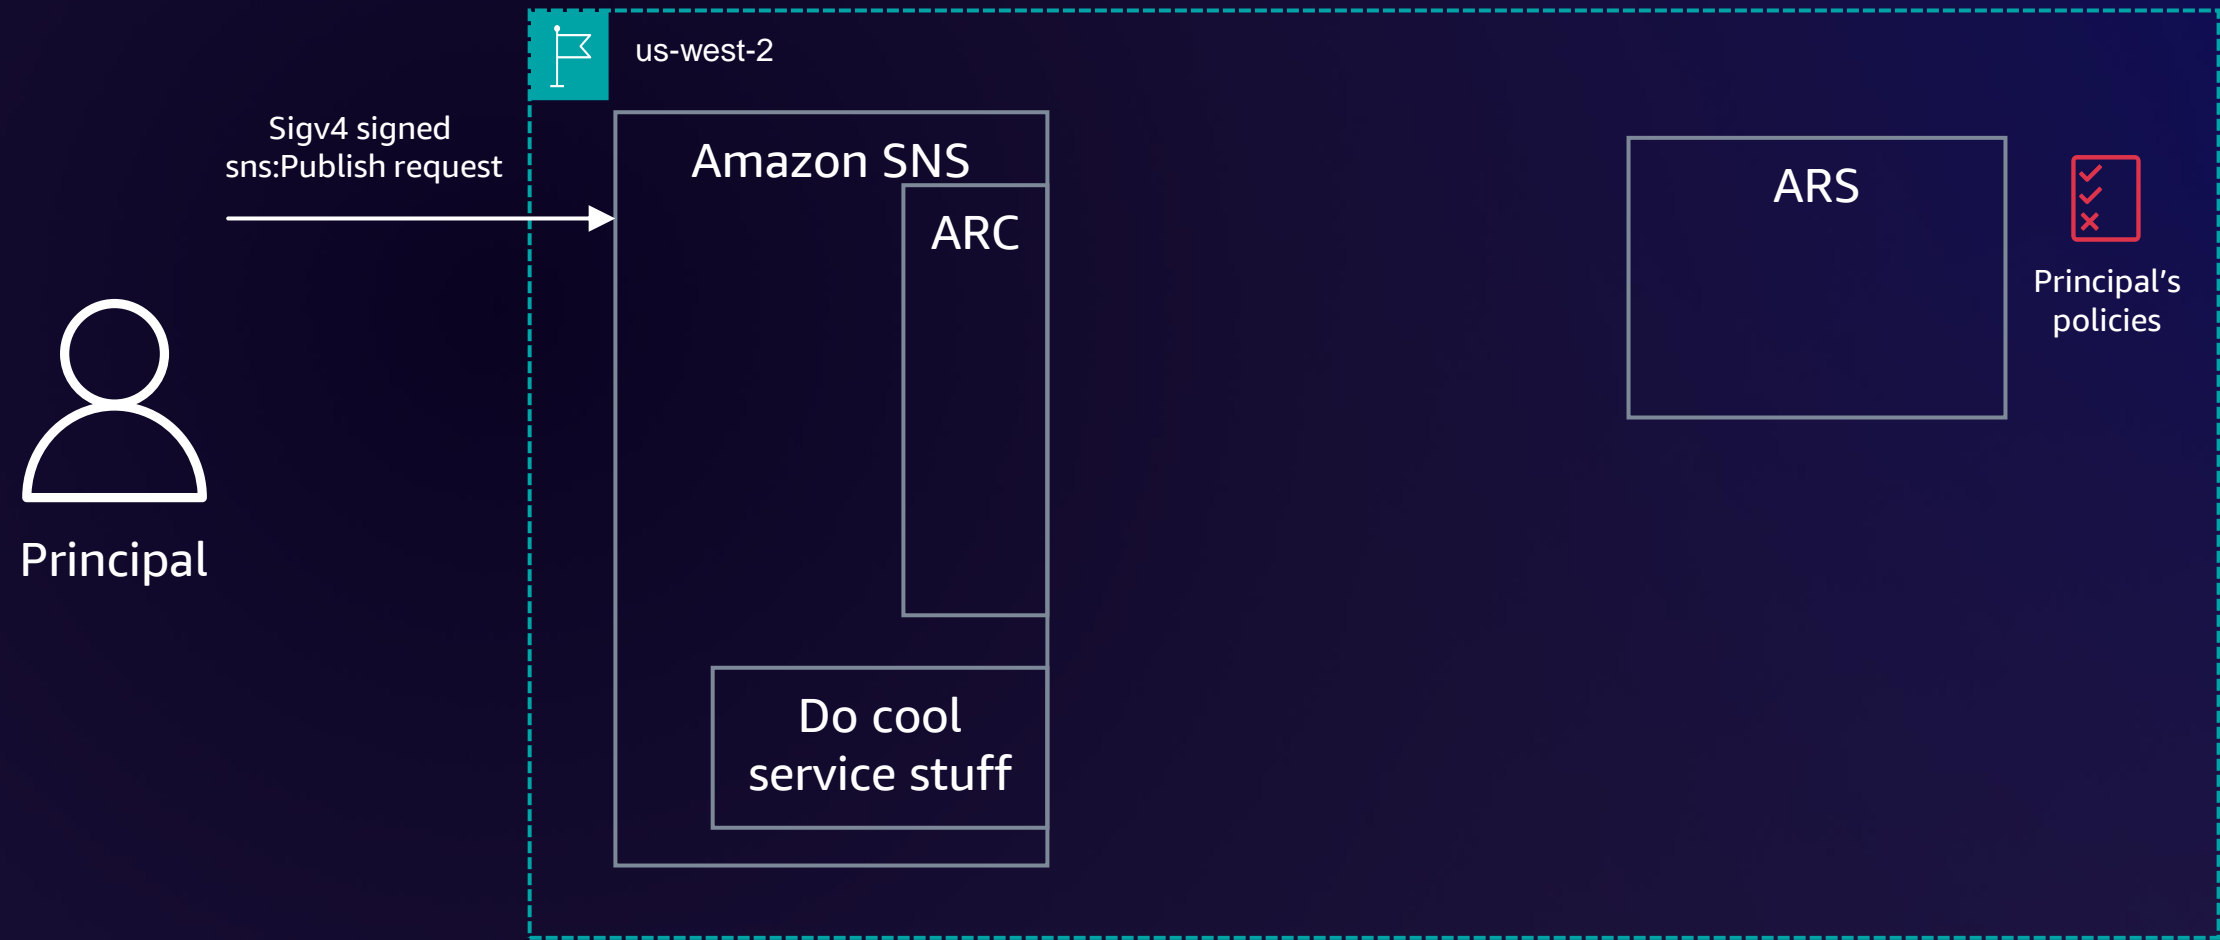 us-west-2
Sigv4 signed
sns:Publish request
Principal
Amazon SNS
ARC
Do cool
service stuff
ARS
Principal’s
policies